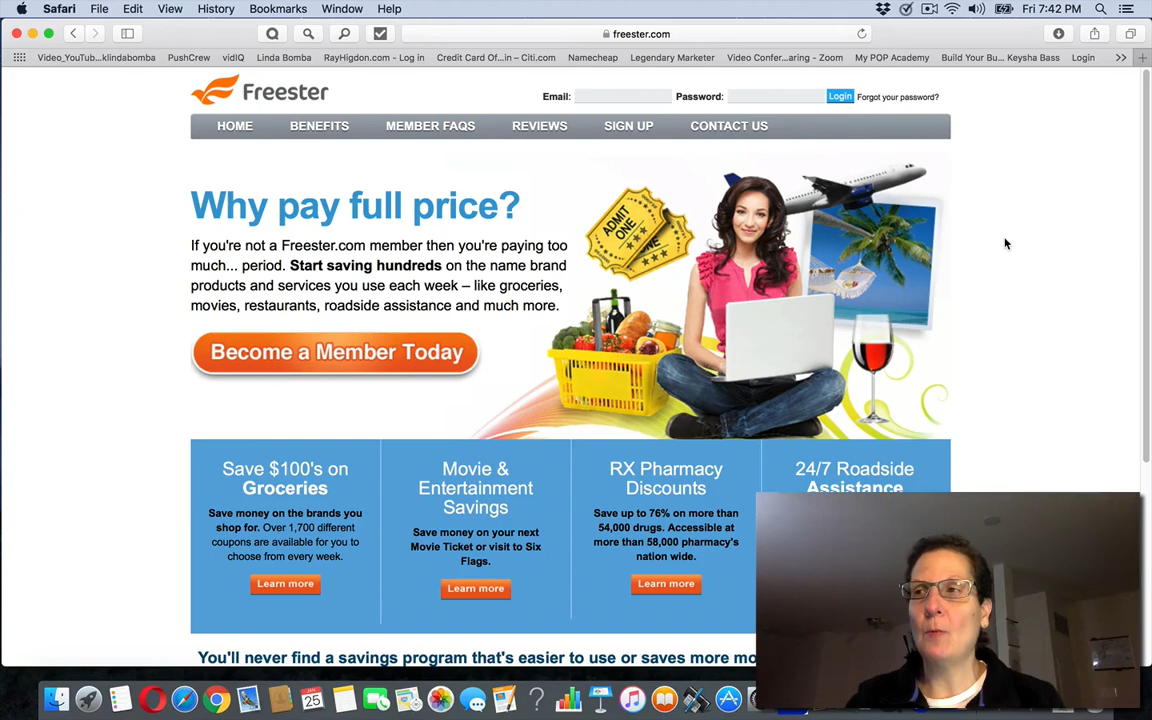 Safari File Edit View History Bookmarks Window Help Fri 7:42 PM
freester.com
Video_YouTub...klindabomba PushCrew vidIQ Linda Bomba RayHigdon.com - Log in Credit Card Of...in – Citi.com Namecheap Legendary Marketer Video Confer...aring - Zoom My POP Academy Build Your Bu... Keysha Bass Login
Freester
Email: Password: Login Forgot your password?
HOME BENEFITS MEMBER FAQS REVIEWS SIGN UP CONTACT US
Why pay full price?
If you're not a Freester.com member then you're paying too
much... period. Start saving hundreds on the name brand
products and services you use each week – like groceries,
movies, restaurants, roadside assistance and much more.
Become a Member Today
ADMIT
ONE
Save $100's on
Groceries
Save money on the brands you
shop for. Over 1,700 different
coupons are available for you to
choose from every week.
Learn more
Movie &
Entertainment
Savings
Save money on your next
Movie Ticket or visit to Six
Flags.
Learn more
RX Pharmacy
Discounts
Save up to 76% on more than
54,000 drugs. Accessible at
more than 58,000 pharmacy's
nation wide.
Learn more
24/7 Roadside
Assistance
You'll never find a savings program that's easier to use or saves more mo
JAN
25